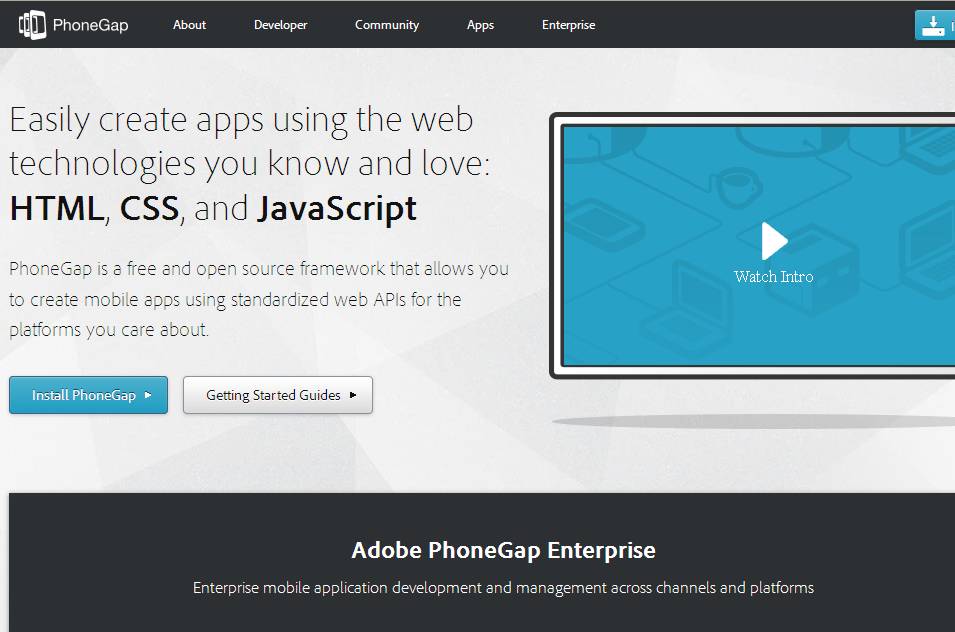 PhoneGap About Developer Community Apps Enterprise
Easily create apps using the web
technologies you know and love:
HTML, CSS, and JavaScript
PhoneGap is a free and open source framework that allows you
to create mobile apps using standardized web APIs for the
platforms you care about.
Install PhoneGap
Getting Started Guides
Watch Intro
Adobe PhoneGap Enterprise
Enterprise mobile application development and management across channels and platforms